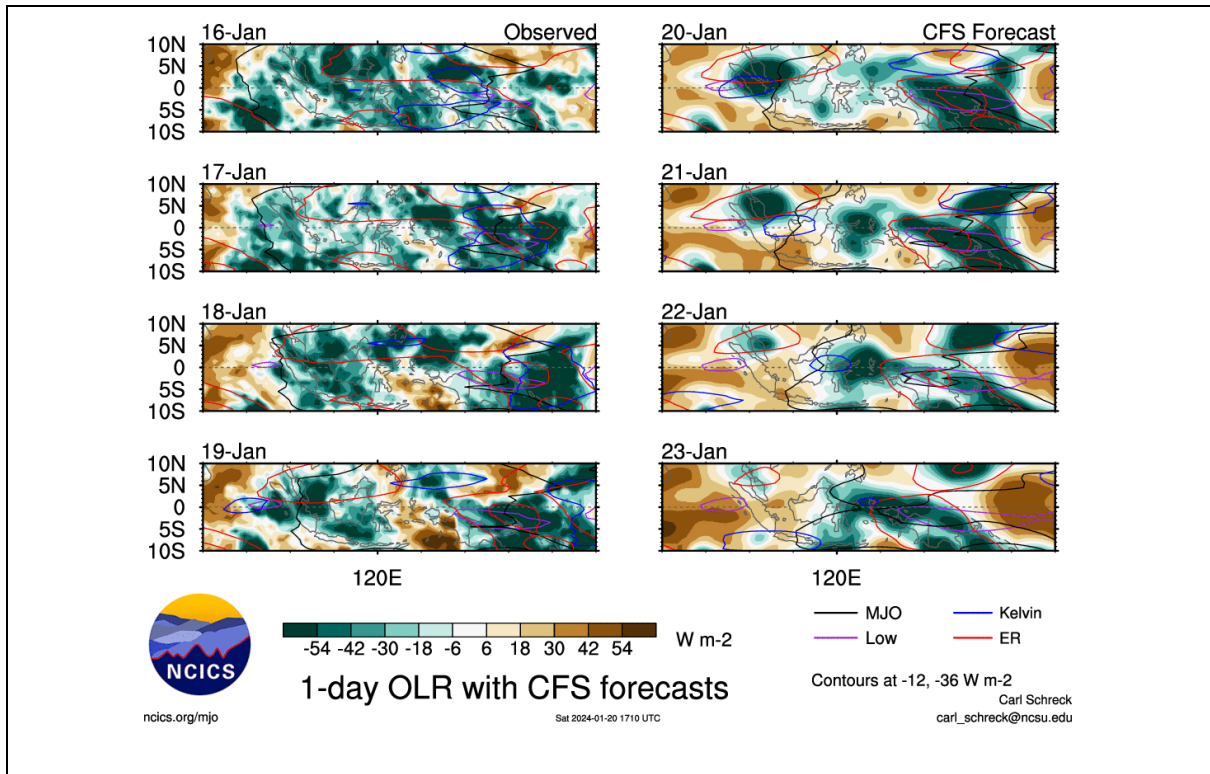 16-Jan Observed
10N
5N
0
5S
10S
17-Jan
10N
5N
0
5S
10S
18-Jan
10N
5N
0
5S
10S
19-Jan
10N
5N
0
5S
10S
120E
20-Jan CFS Forecast
21-Jan
22-Jan
23-Jan
120E
NCICS
-54 -42 -30 -18 -6 6 18 30 42 54
W m-2
MJO Kelvin
Low ER
1-day OLR with CFS forecasts
Contours at -12, -36 W m-2
Carl Schreck
ncics.org/mjo
Sat 2024-01-20 1710 UTC
carl_schreck@ncsu.edu